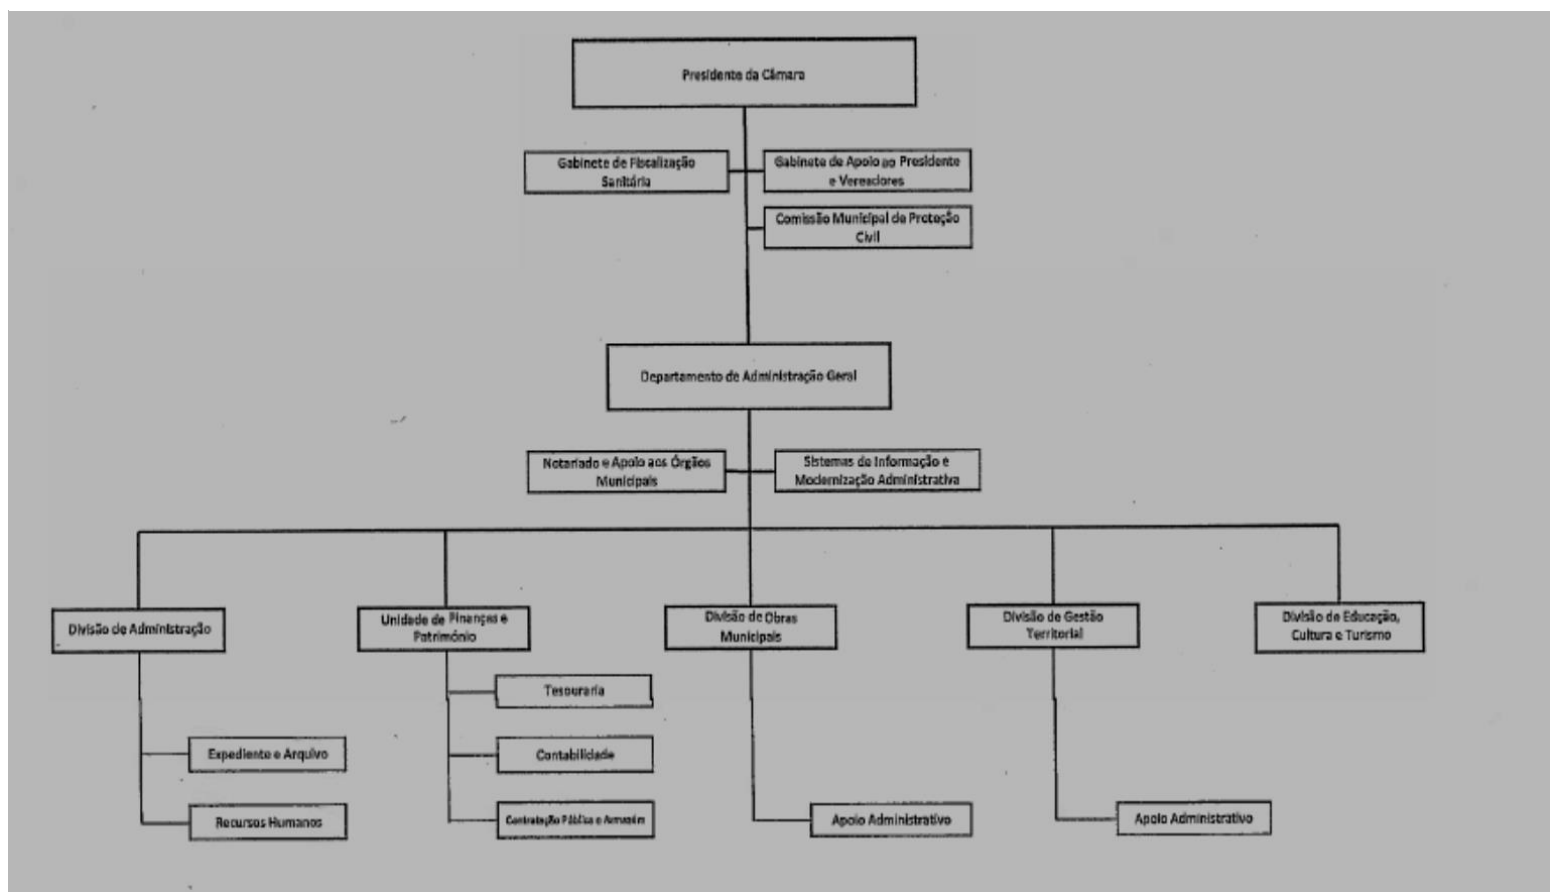 Presidente da Câmara
Gabinete de Fiscalização
Sanitária
Gabinete de Apoio ao Presidente
e Vereadores
Comissão Municipal de Proteção
Civil
Departamento de Administração Geral
Notariado e Apoio aos Órgãos
Municipais
Sistemas de Informação e
Modernização Administrativa
Divisão de Administração
Unidade de Finanças e
Património
Divisão de Obras
Municipais
Divisão de Gestão
Territorial
Divisão de Educação,
Cultura e Turismo
Tesouraria
Expediente e Arquivo
Contabilidade
Recursos Humanos
Contratação Pública e Armazém
Apoio Administrativo
Apoio Administrativo